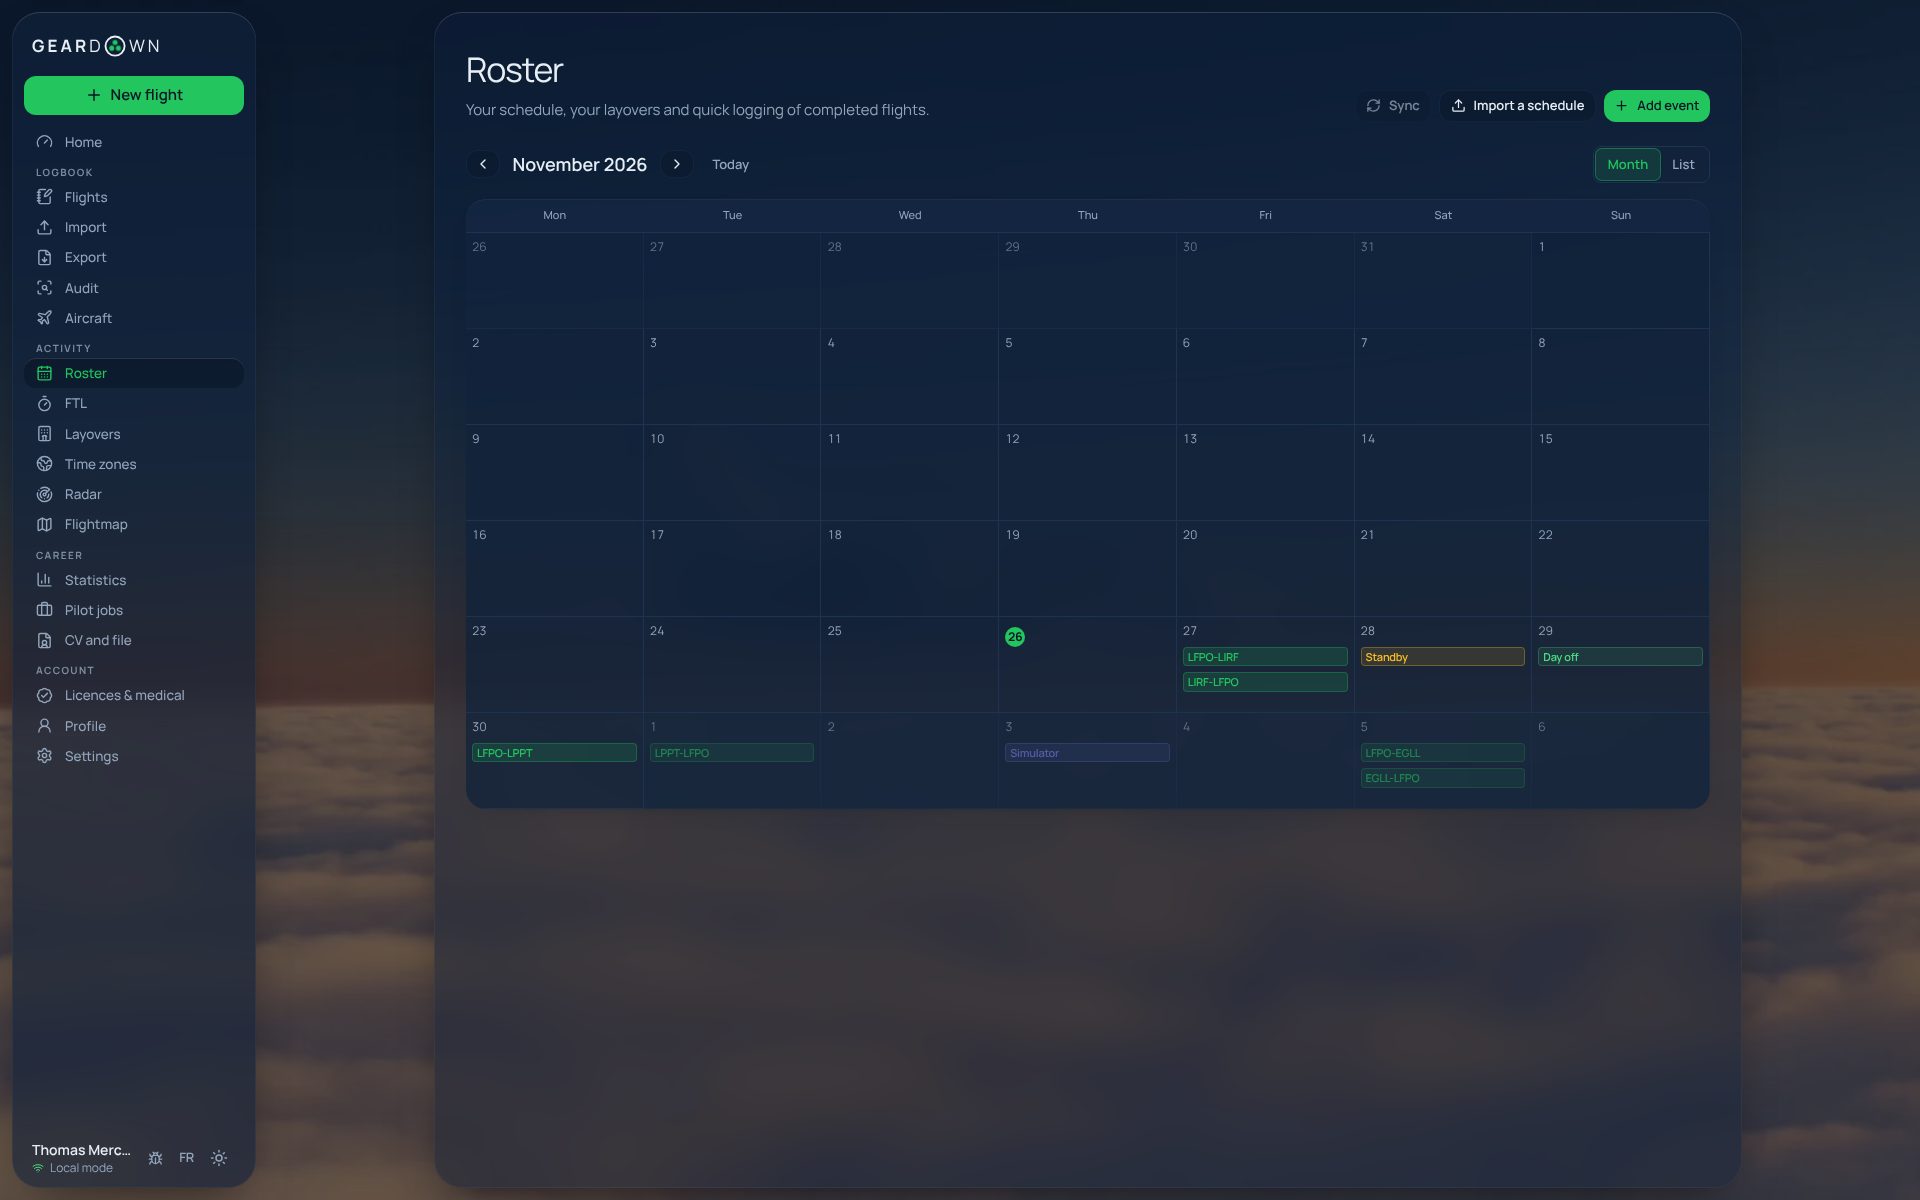 GEARDOWN
New flight
Home
LOGBOOK
Flights
Import
Export
Audit
Aircraft
ACTIVITY
Roster
FTL
Layovers
Time zones
Radar
Flightmap
CAREER
Statistics
Pilot jobs
CV and file
ACCOUNT
Licences & medical
Profile
Settings
Thomas Merc...
Local mode
FR
Roster
Your schedule, your layovers and quick logging of completed flights.
Sync
Import a schedule
Add event
November 2026
Today
Month
List
Mon Tue Wed Thu Fri Sat Sun
26 27 28 29 30 31 1
2 3 4 5 6 7 8
9 10 11 12 13 14 15
16 17 18 19 20 21 22
23 24 25 26 27 28 29
LFPO-LIRF Standby Day off
LIRF-LFPO
30 1 2 3 4 5 6
LFPO-LPPT LPPT-LFPO Simulator LFPO-EGLL
EGLL-LFPO